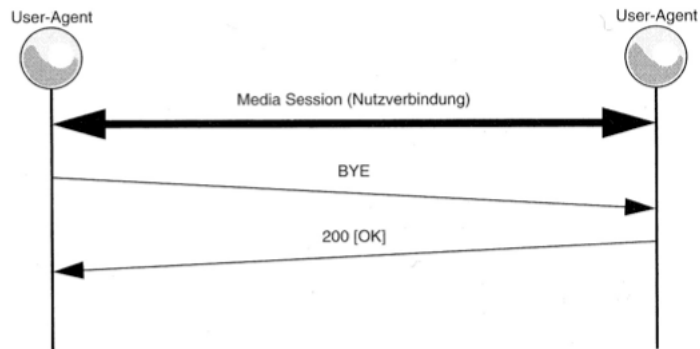 User-Agent
User-Agent
Media Session (Nutzverbindung)
BYE
200 [OK]